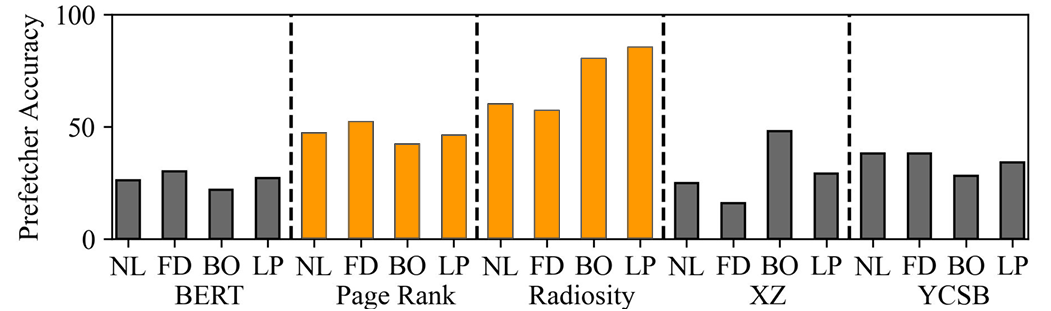 Prefetcher Accuracy
100
50
0
NL FD BO LP NL FD BO LP NL FD BO LP NL FD BO LP NL FD BO LP
BERT Page Rank Radiosity XZ YCSB